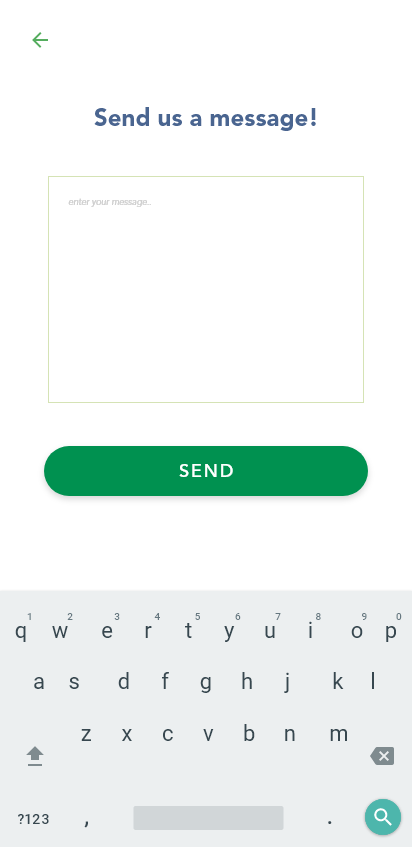 Send us a message!
enter your message..
SEND
1 2 3 4 5 6 7 8 9 0
q w e r t y u i o p
a s d f g h j k l
z x c v b n m
?123 , .